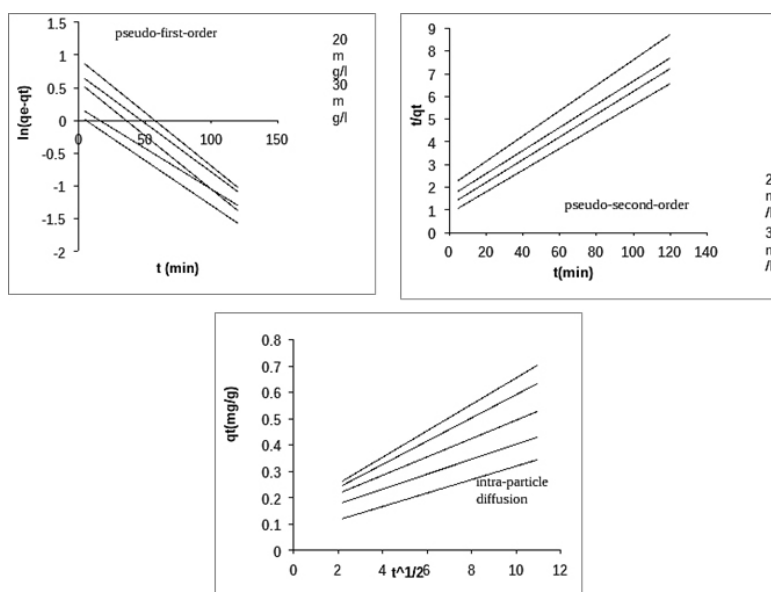 pseudo-first-order
1.5
1
0.5
0
-0.5
-1
-1.5
-2
0
50
100
150
ln(qe-qt)
t (min)
20
m
g/l
30
m
g/l
9
8
7
6
5
4
3
2
1
0
0 20 40 60 80 100 120 140
t/qt
pseudo-second-order
t(min)
2
m
/l
3
m
/l
0.8
0.7
0.6
0.5
0.4
0.3
0.2
0.1
0
qt(mg/g)
intra-particle
diffusion
0 2 4 6 8 10 12
t^1/2